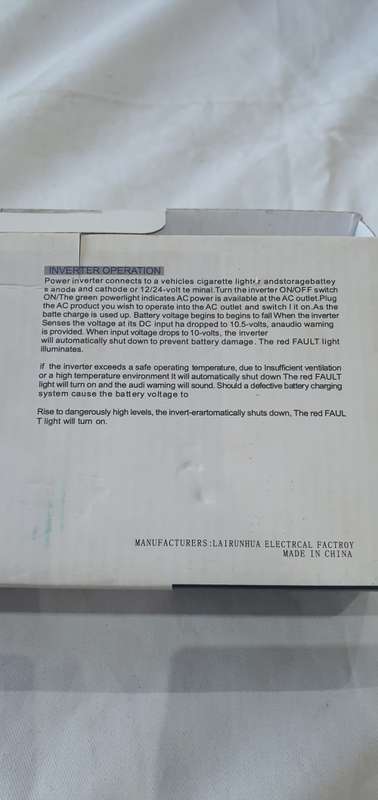 INVERTER OPERATION
Power inverter connects to a vehicles cigarette lighter andstoragebattey
s anode and cathode or 12/24-volt te minal.Turn the inverter ON/OFF switch
ON/The green powerlight indicates AC power is available at the AC outlet.Plug
the AC product you wish to operate into the AC outlet and switch I it on.As the
batte charge is used up. Battery voltage begins to begins to fall When the inverter
Senses the voltage at its DC input ha dropped to 10.5-volts, anaudio warning
is provided. When input voltage drops to 10-volts, the inverter
will automatically shut down to prevent battery damage. The red FAULT light
illuminates.
if the inverter exceeds a safe operating temperature, due to Insufficient ventilation
or a high temperature environment It will automatically shut down The red FAULT
light will turn on and the audi warning will sound. Should a defective battery charging
system cause the battery voltage to
Rise to dangerously high levels, the invert-erartomatically shuts down, The red FAUL
T light will turn on.
MANUFACTURERS:LAIRUNHUA ELECTRCAL FACTROY
MADE IN CHINA